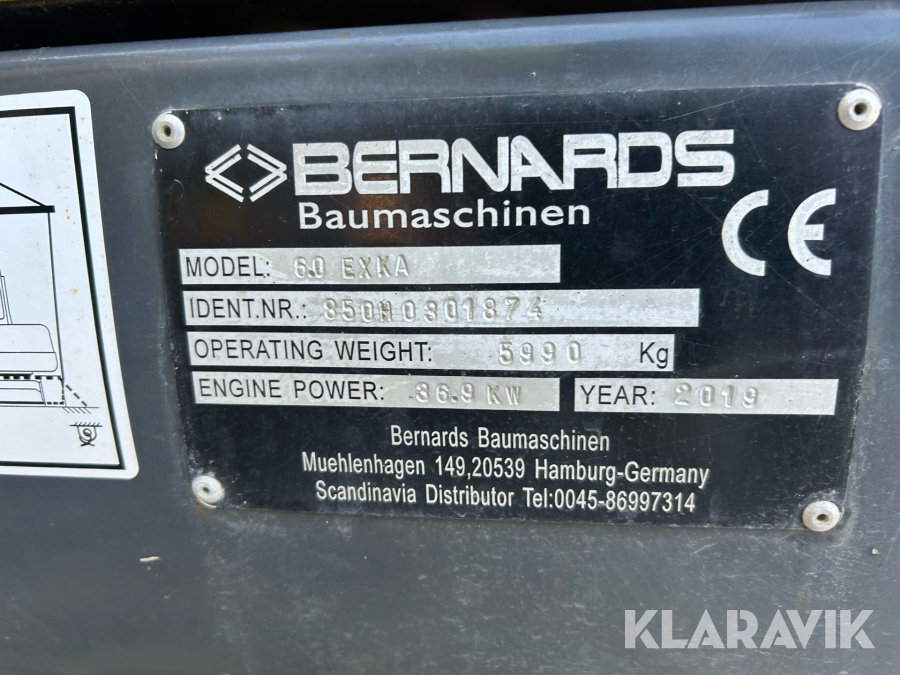 BERNARDS
Baumaschinen
CE
MODEL: 60 EXKA
IDENT.NR.: 850H0301874
OPERATING WEIGHT: 5990 Kg
ENGINE POWER: 36.9 KW YEAR: 2019
Bernards Baumaschinen
Muehlenhagen 149,20539 Hamburg-Germany
Scandinavia Distributor Tel:0045-86997314
KLARAVIK